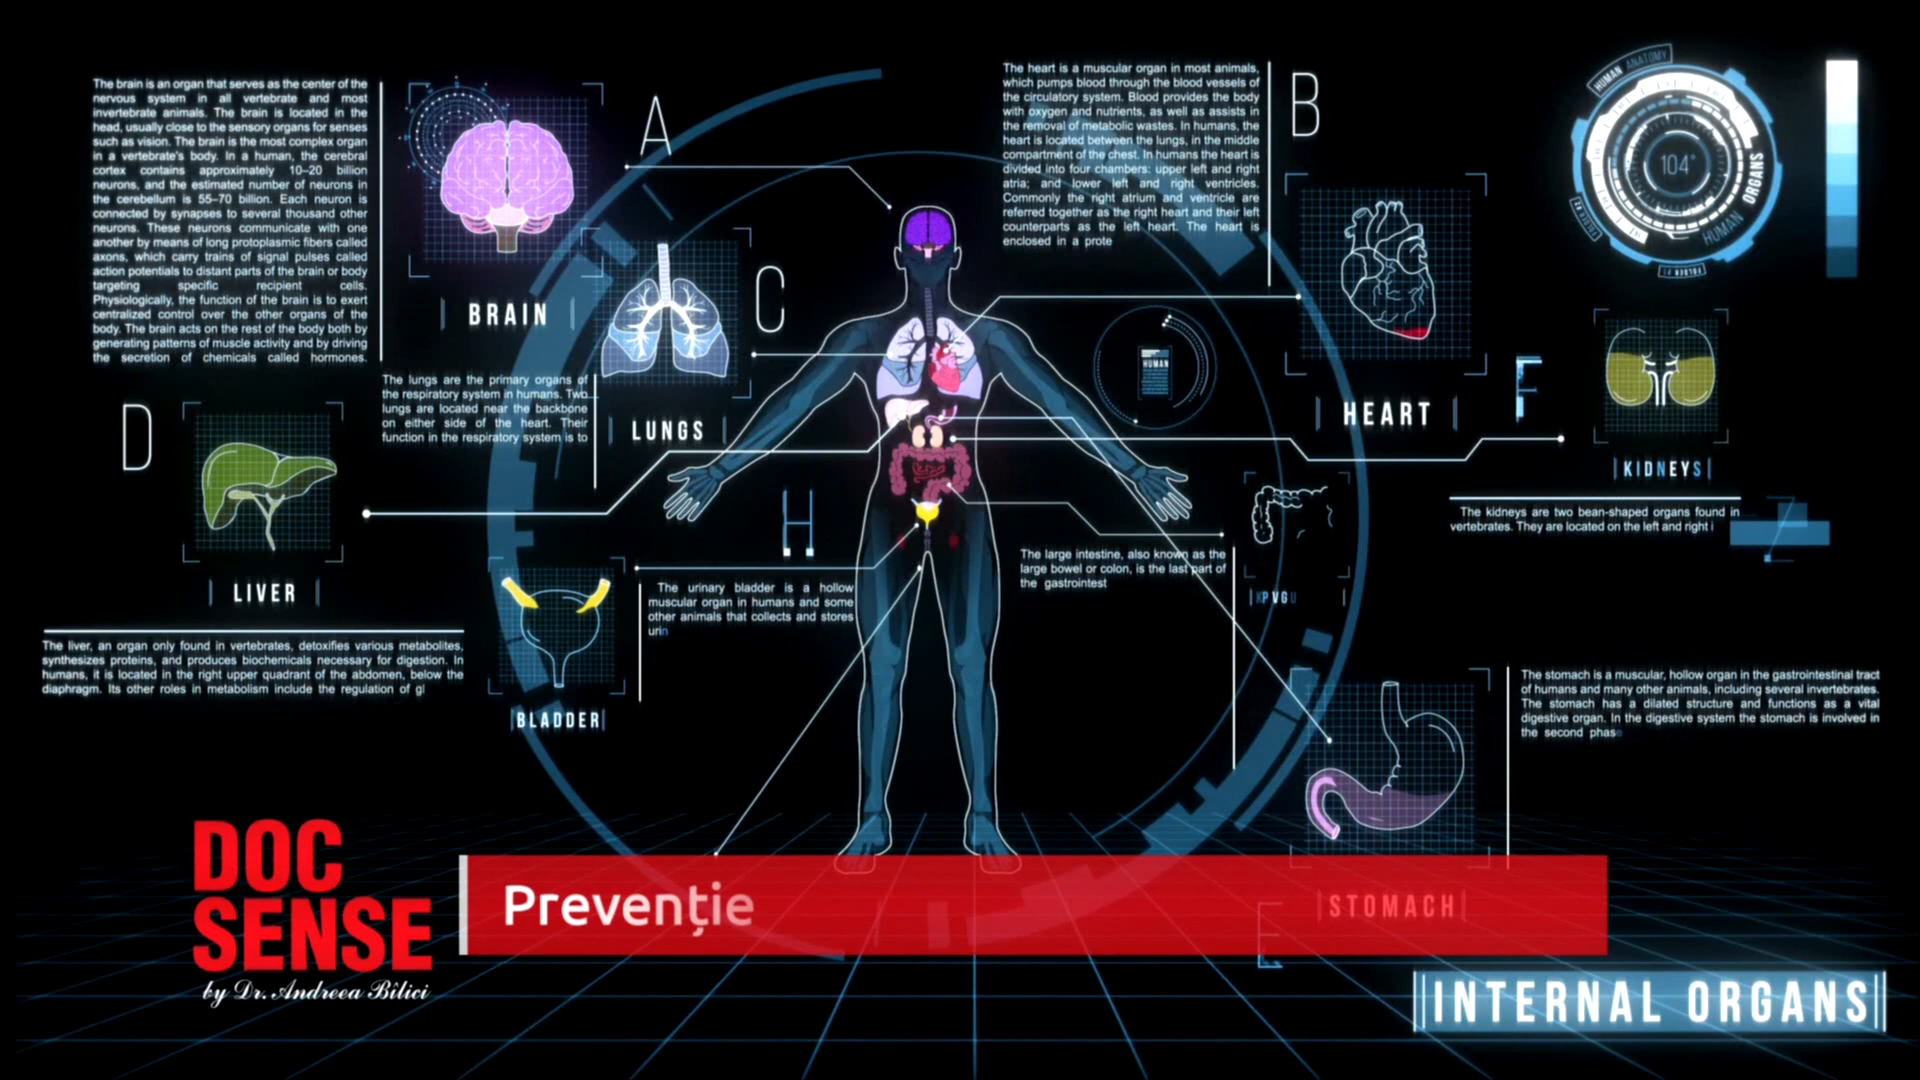 The brain is an organ that serves as the center of the
nervous system in all vertebrate and most
invertebrate animals. The brain is located in the
head, usually close to the sensory organs for senses
such as vision. The brain is the most complex organ
in a vertebrate's body. In a human, the cerebral
cortex contains approximately 10–20 billion
neurons, and the estimated number of neurons in
the cerebellum is 55–70 billion. Each neuron is
connected by synapses to several thousand other
neurons. These neurons communicate with one
another by means of long protoplasmic fibers called
axons, which carry trains of signal pulses called
action potentials to distant parts of the brain or body
targeting specific recipient cells.
Physiologically, the function of the brain is to exert
centralized control over the other organs of the
body. The brain acts on the rest of the body both by
generating patterns of muscle activity and by driving
the secretion of chemicals called hormones.
A
BRAIN
The heart is a muscular organ in most animals,
which pumps blood through the blood vessels of
the circulatory system. Blood provides the body
with oxygen and nutrients, as well as assists in
the removal of metabolic wastes. In humans, the
heart is located between the lungs, in the middle
compartment of the chest. In humans the heart is
divided into four chambers: upper left and right
atria; and lower left and right ventricles.
Commonly the right atrium and ventricle are
referred together as the right heart and their left
counterparts as the left heart. The heart is
enclosed in a prote
B
HEART
HUMAN ANATOMY
104°
HUMAN ORGANS
C
The lungs are the primary organs of
the respiratory system in humans. Two
lungs are located near the backbone
on either side of the heart. Their
function in the respiratory system is to
LUNGS
HUMAN
F
KIDNEYS
The kidneys are two bean-shaped organs found in
vertebrates. They are located on the left and right i
D
LIVER
The liver, an organ only found in vertebrates, detoxifies various metabolites,
synthesizes proteins, and produces biochemicals necessary for digestion. In
humans, it is located in the right upper quadrant of the abdomen, below the
diaphragm. Its other roles in metabolism include the regulation of gl
H
The urinary bladder is a hollow
muscular organ in humans and some
other animals that collects and stores
urin
BLADDER
The large intestine, also known as the
large bowel or colon, is the last part of
the gastrointest
The stomach is a muscular, hollow organ in the gastrointestinal tract
of humans and many other animals, including several invertebrates.
The stomach has a dilated structure and functions as a vital
digestive organ. In the digestive system the stomach is involved in
the second phase
STOMACH
E
DOC
SENSE
by Dr. Andreea Bîlici
Prevenție
INTERNAL ORGANS